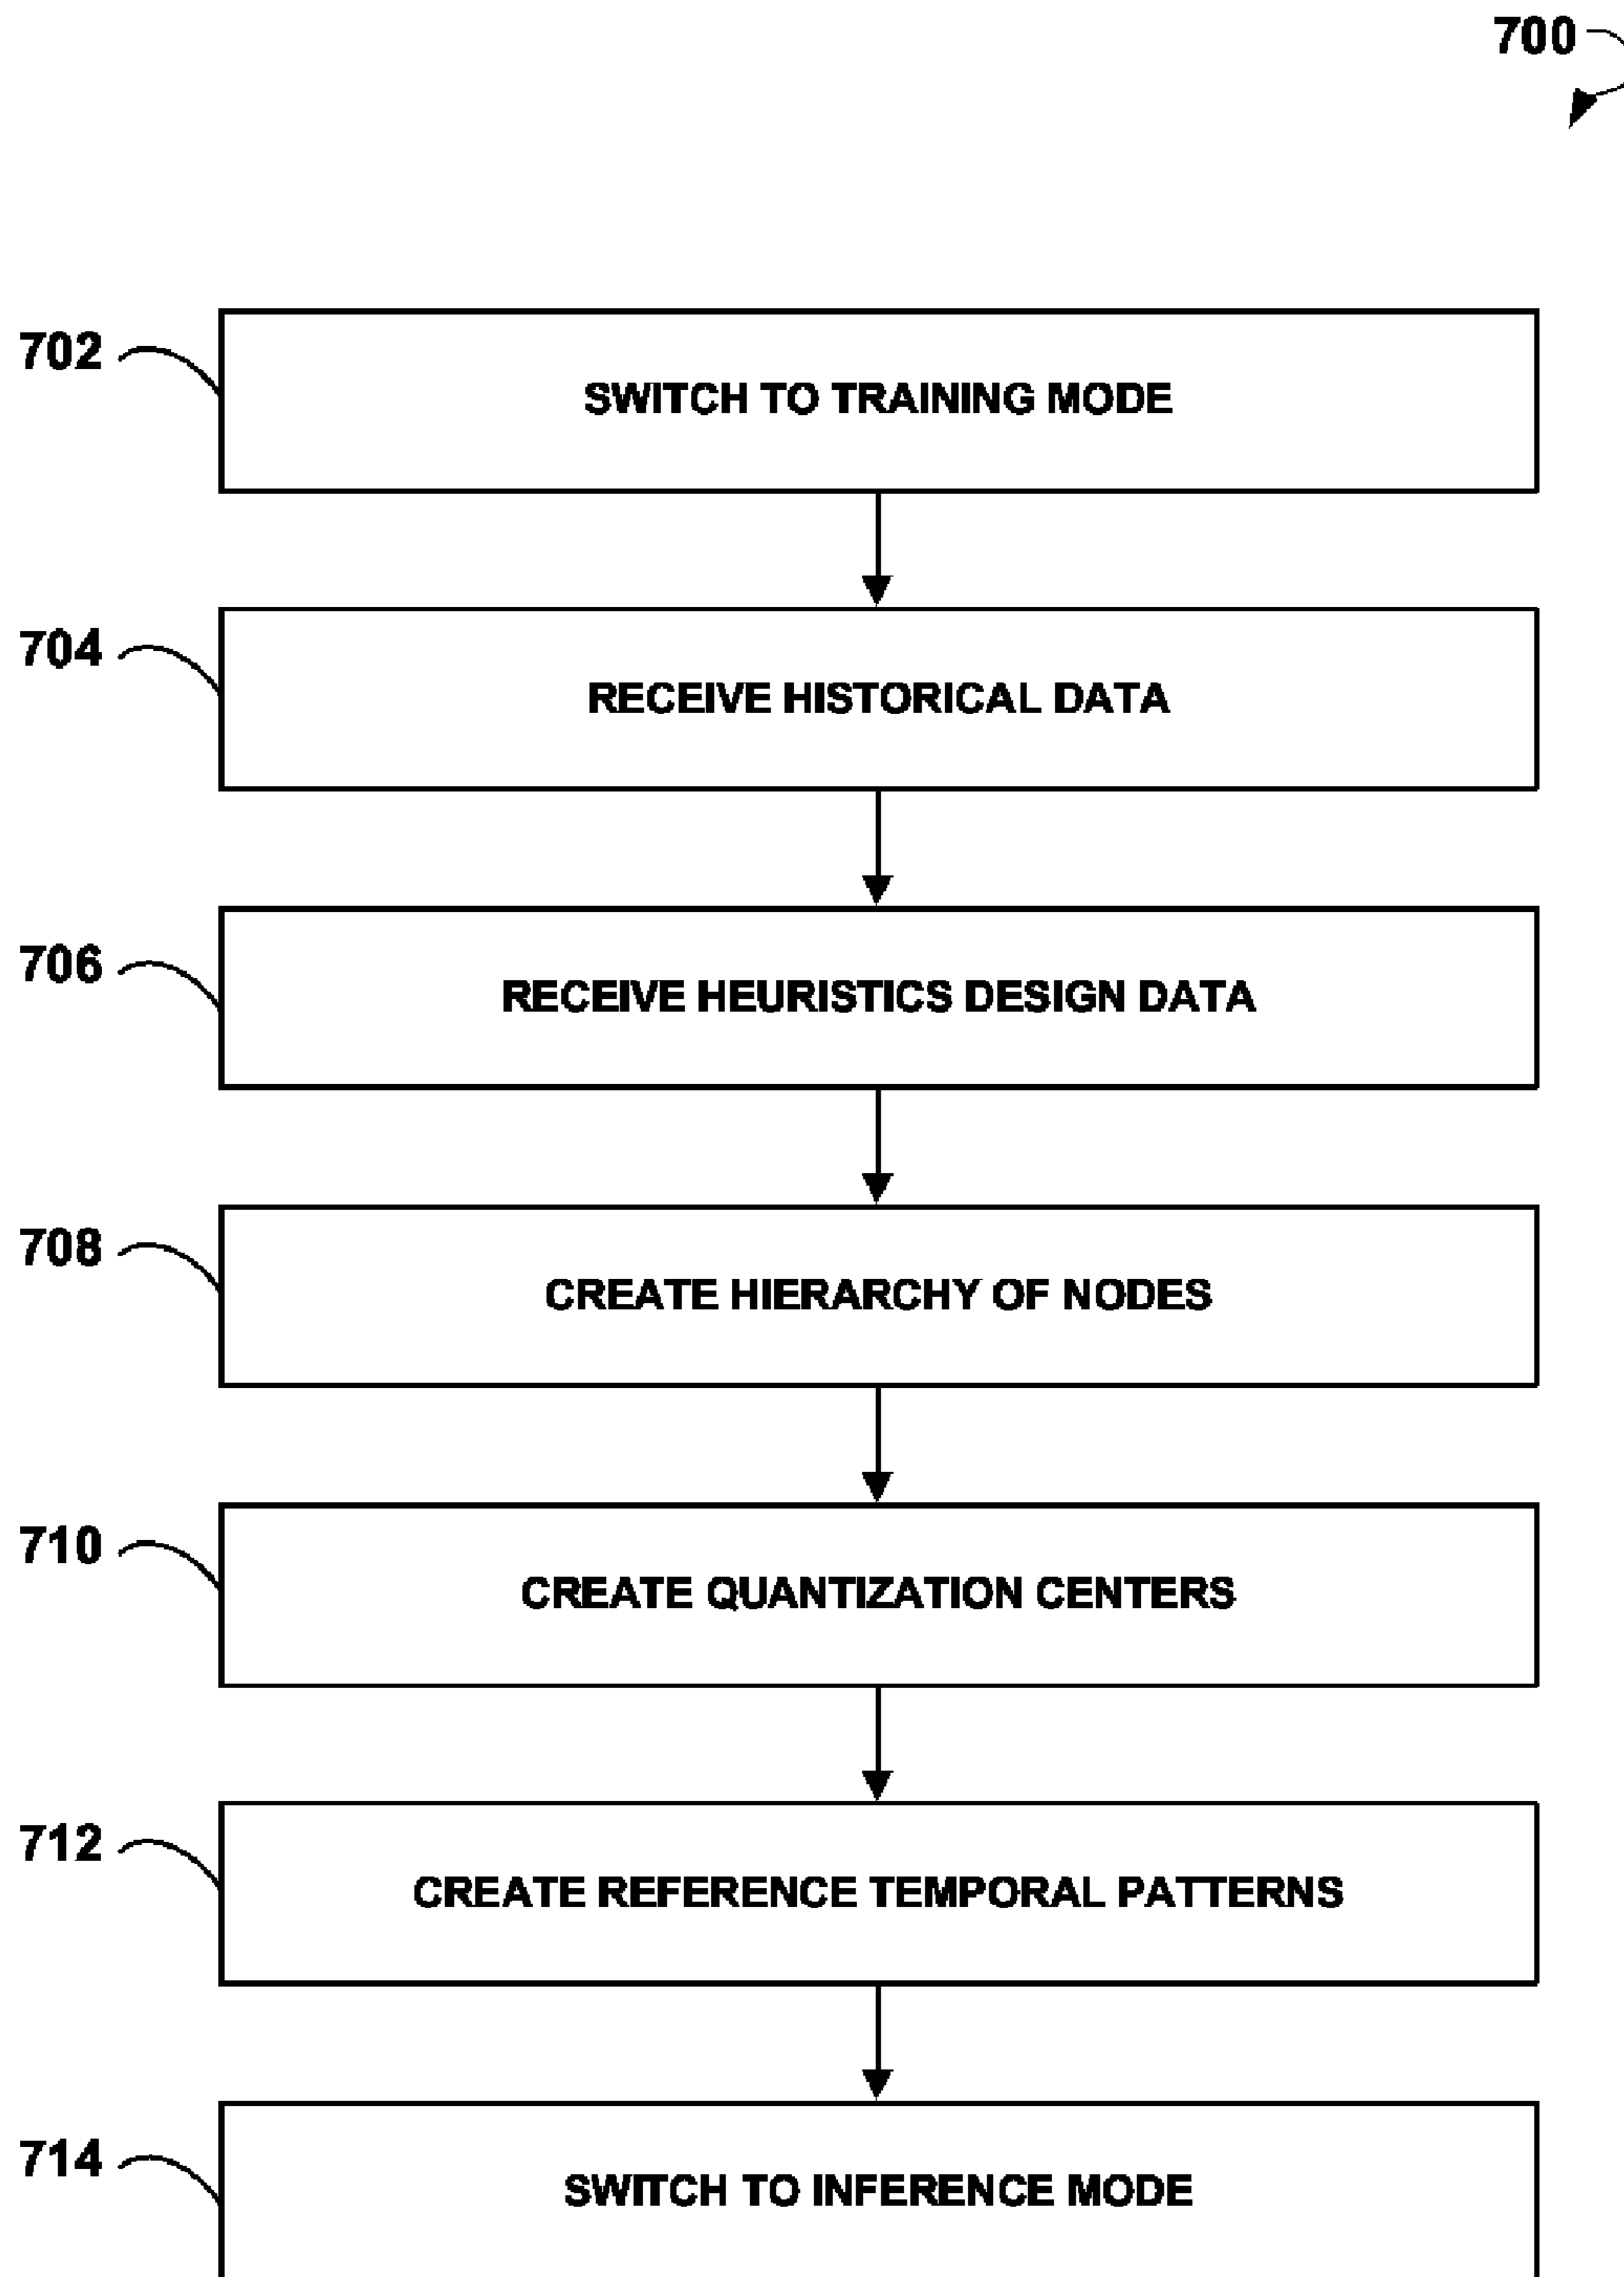 700
702
SWITCH TO TRAINING MODE
704
RECEIVE HISTORICAL DATA
706
RECEIVE HEURISTICS DESIGN DATA
708
CREATE HIERARCHY OF NODES
710
CREATE QUANTIZATION CENTERS
712
CREATE REFERENCE TEMPORAL PATTERNS
714
SWITCH TO INFERENCE MODE